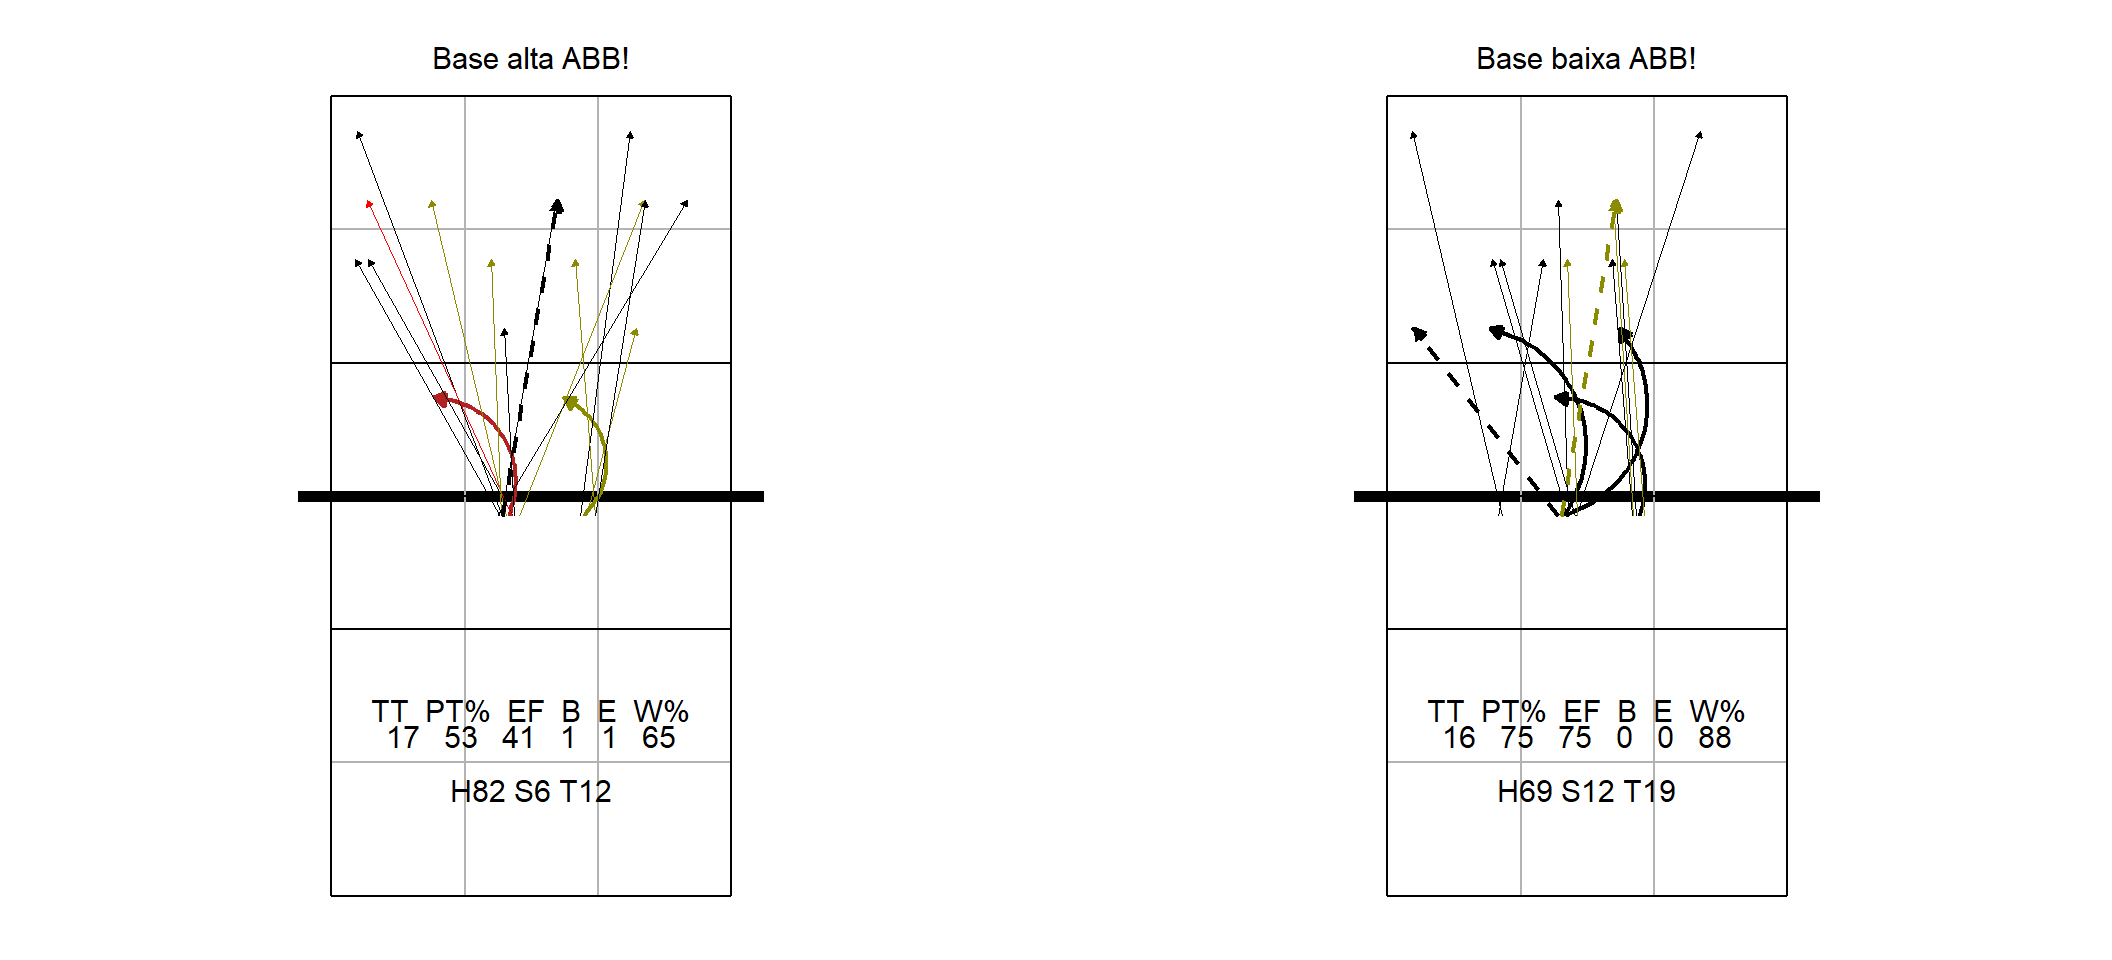 Base alta ABB!
TT PT% EF B E W%
17 53 41 1 1 65
H82 S6 T12
Base baixa ABB!
TT PT% EF B E W%
16 75 75 0 0 88
H69 S12 T19